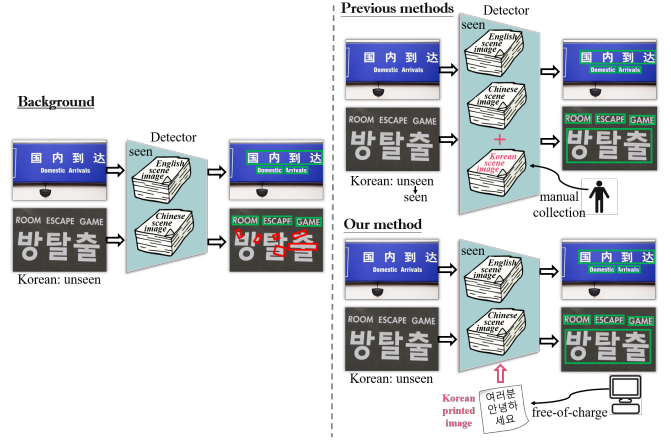 Background
Detector
seen
English
scene
image
Chinese
scene
image
国内到达
Domestic Arrivals
国内到达
Domestic Arrivals
ROOM ESCAPE GAME
방탈출
ROOM ESCAPE GAME
방탈출
Korean: unseen
Previous methods
Detector
seen
English
scene
image
Chinese
scene
image
+
Korean
scene
image
国内到达
Domestic Arrivals
国内到达
Domestic Arrivals
ROOM ESCAPE GAME
방탈출
ROOM ESCAPE GAME
방탈출
Korean: unseen
seen
manual
collection
Our method
seen
English
scene
image
Chinese
scene
image
国内到达
Domestic Arrivals
国内到达
Domestic Arrivals
ROOM ESCAPE GAME
방탈출
ROOM ESCAPE GAME
방탈출
Korean: unseen
Korean
printed
image
여러분
안녕하
세요
free-of-charge